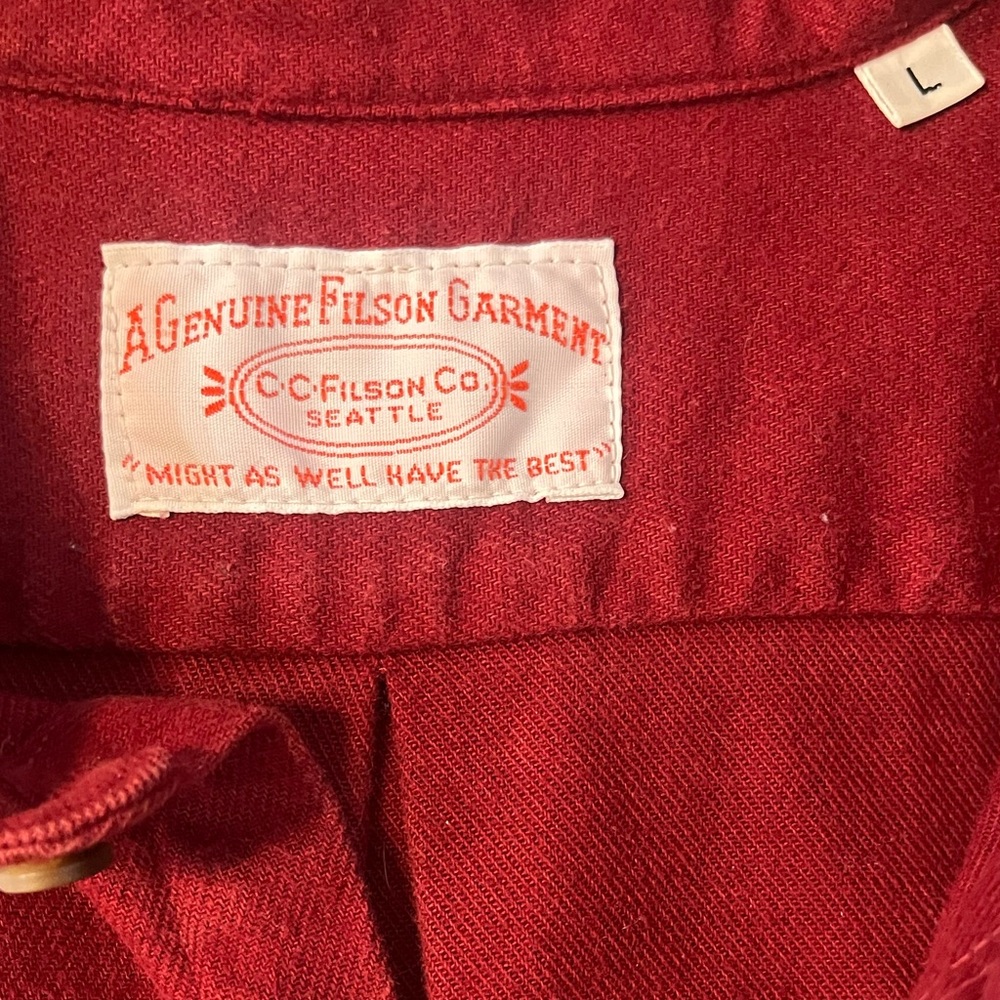 L
A GENUINE FILSON GARMENT
C·C·FILSON CO.
SEATTLE
"MIGHT AS WELL HAVE THE BEST"